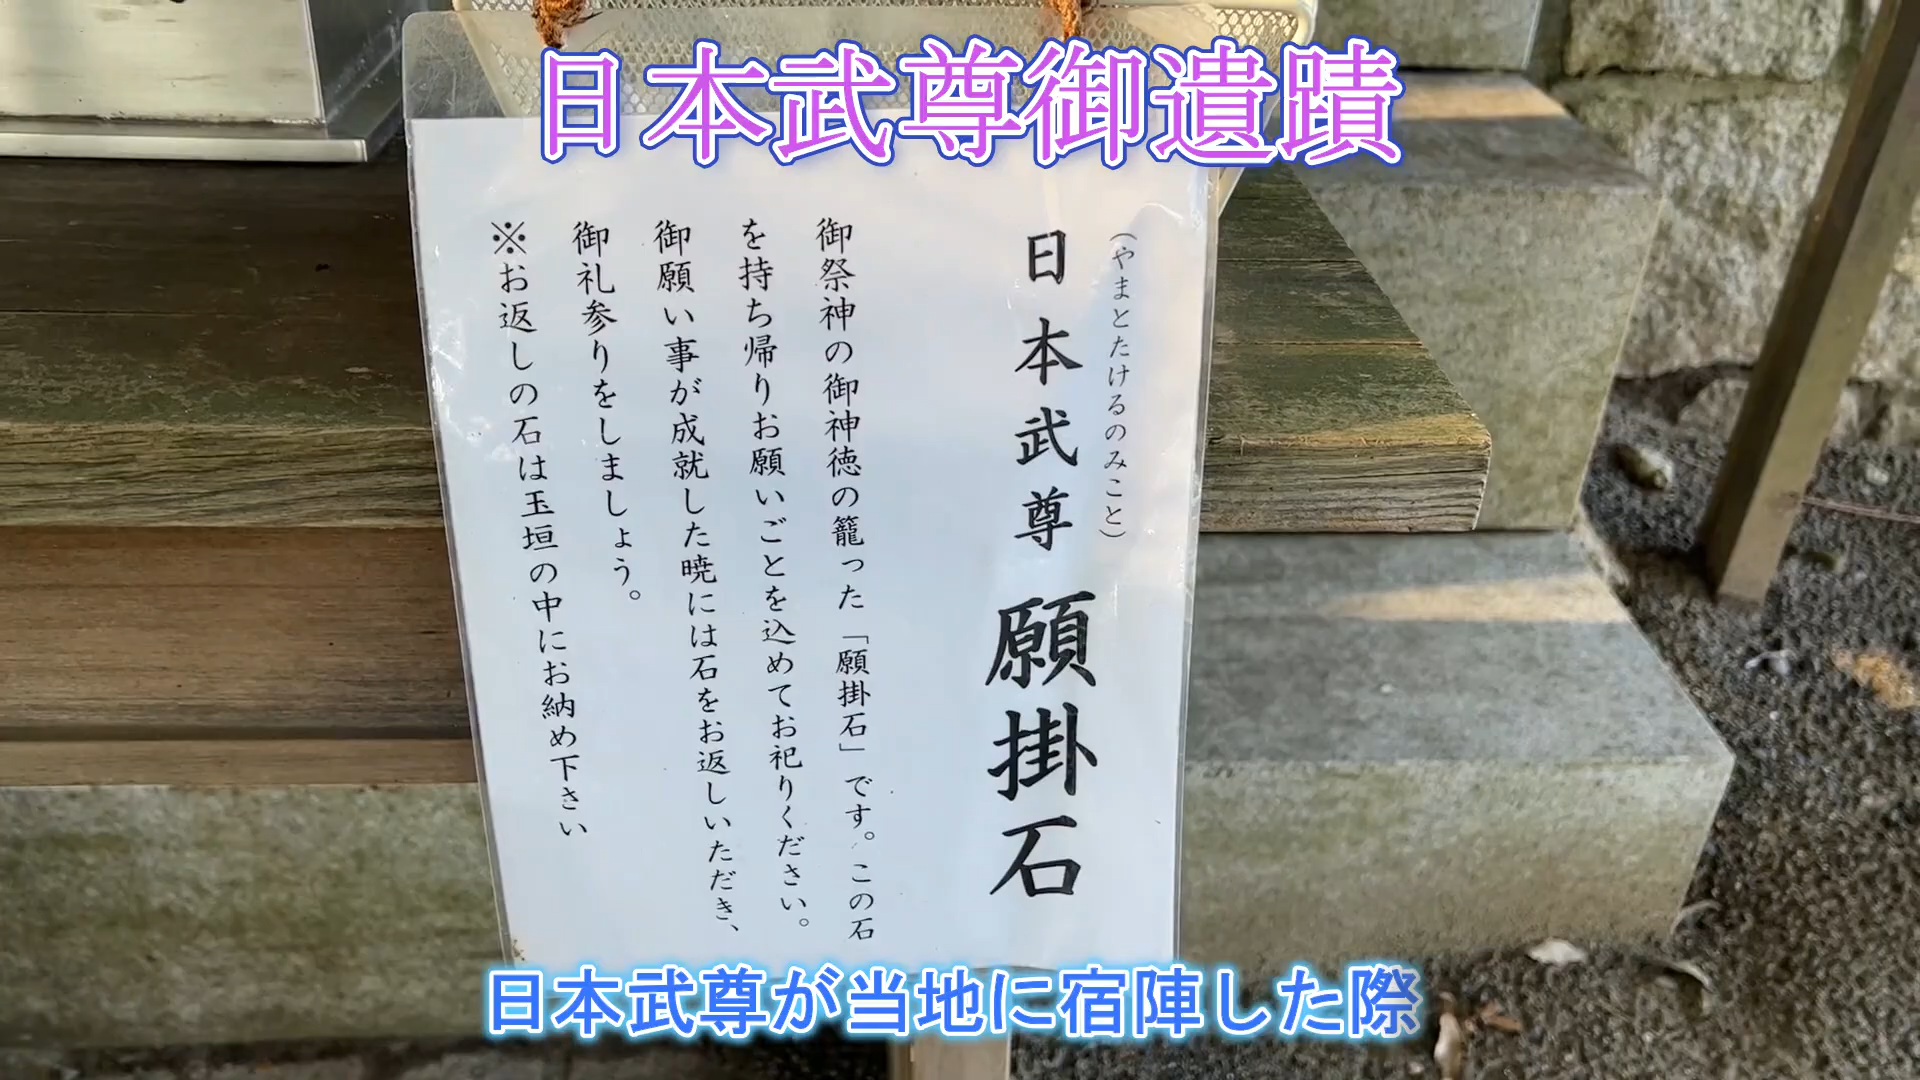 日本武尊御遺蹟
（やまとたけるのみこと）
日本武尊 願掛石
御祭神の御神徳の籠った「願掛石」です。この石
を持ち帰りお願いごとを込めてお祀りください。
御願い事が成就した暁には石をお返しいただき、
御礼参りをしましょう。
※お返しの石は玉垣の中にお納め下さい
日本武尊が当地に宿陣した際